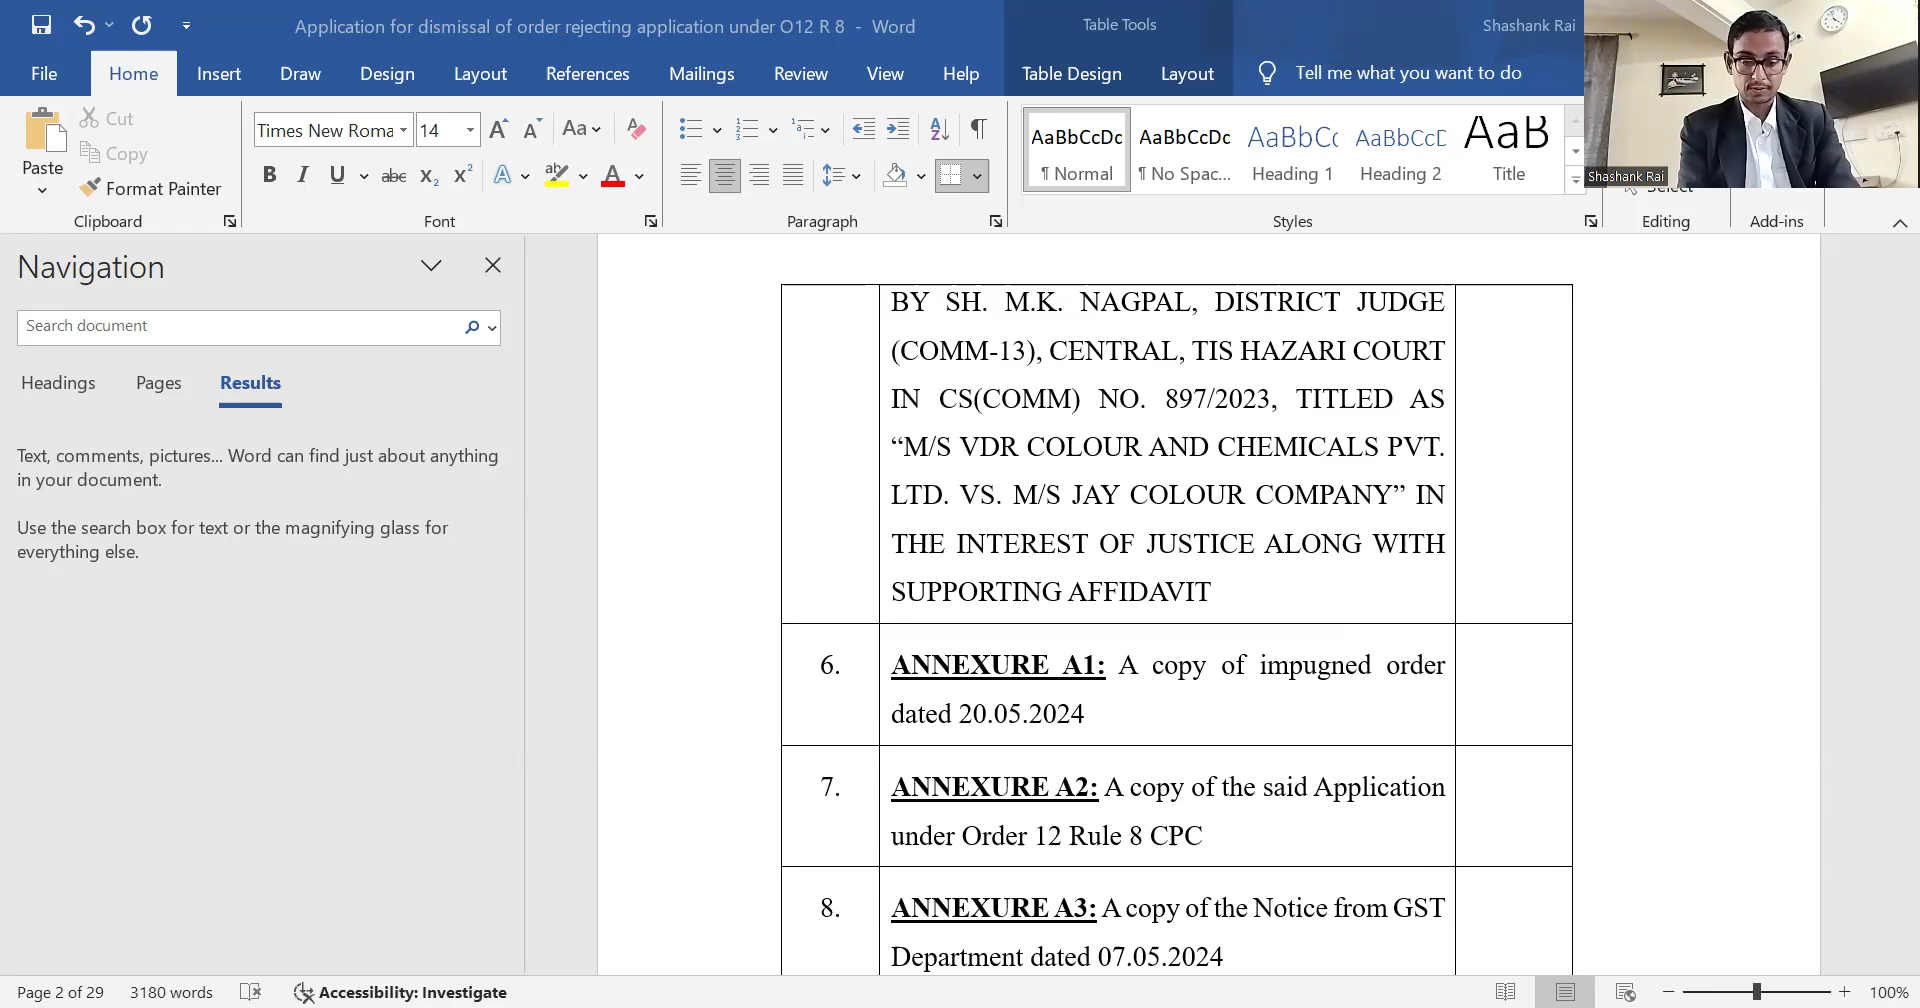 Application for dismissal of order rejecting application under O12 R 8 - Word
Table Tools
Shashank Rai
File Home Insert Draw Design Layout References Mailings Review View Help Table Design Layout Tell me what you want to do
Paste
Cut
Copy
Format Painter
Clipboard
Times New Roma 14
Font
Paragraph
AaBbCcDc AaBbCcDc AaBbCc AaBbCcD AaB
¶ Normal ¶ No Spac... Heading 1 Heading 2 Title
Styles
Select
Editing
Add-ins
Shashank Rai
Navigation
Search document
Headings Pages Results
Text, comments, pictures... Word can find just about anything
in your document.
Use the search box for text or the magnifying glass for
everything else.
BY SH. M.K. NAGPAL, DISTRICT JUDGE
(COMM-13), CENTRAL, TIS HAZARI COURT
IN CS(COMM) NO. 897/2023, TITLED AS
“M/S VDR COLOUR AND CHEMICALS PVT.
LTD. VS. M/S JAY COLOUR COMPANY” IN
THE INTEREST OF JUSTICE ALONG WITH
SUPPORTING AFFIDAVIT
6. ANNEXURE A1: A copy of impugned order
dated 20.05.2024
7. ANNEXURE A2: A copy of the said Application
under Order 12 Rule 8 CPC
8. ANNEXURE A3: A copy of the Notice from GST
Department dated 07.05.2024
Page 2 of 29 3180 words Accessibility: Investigate 100%